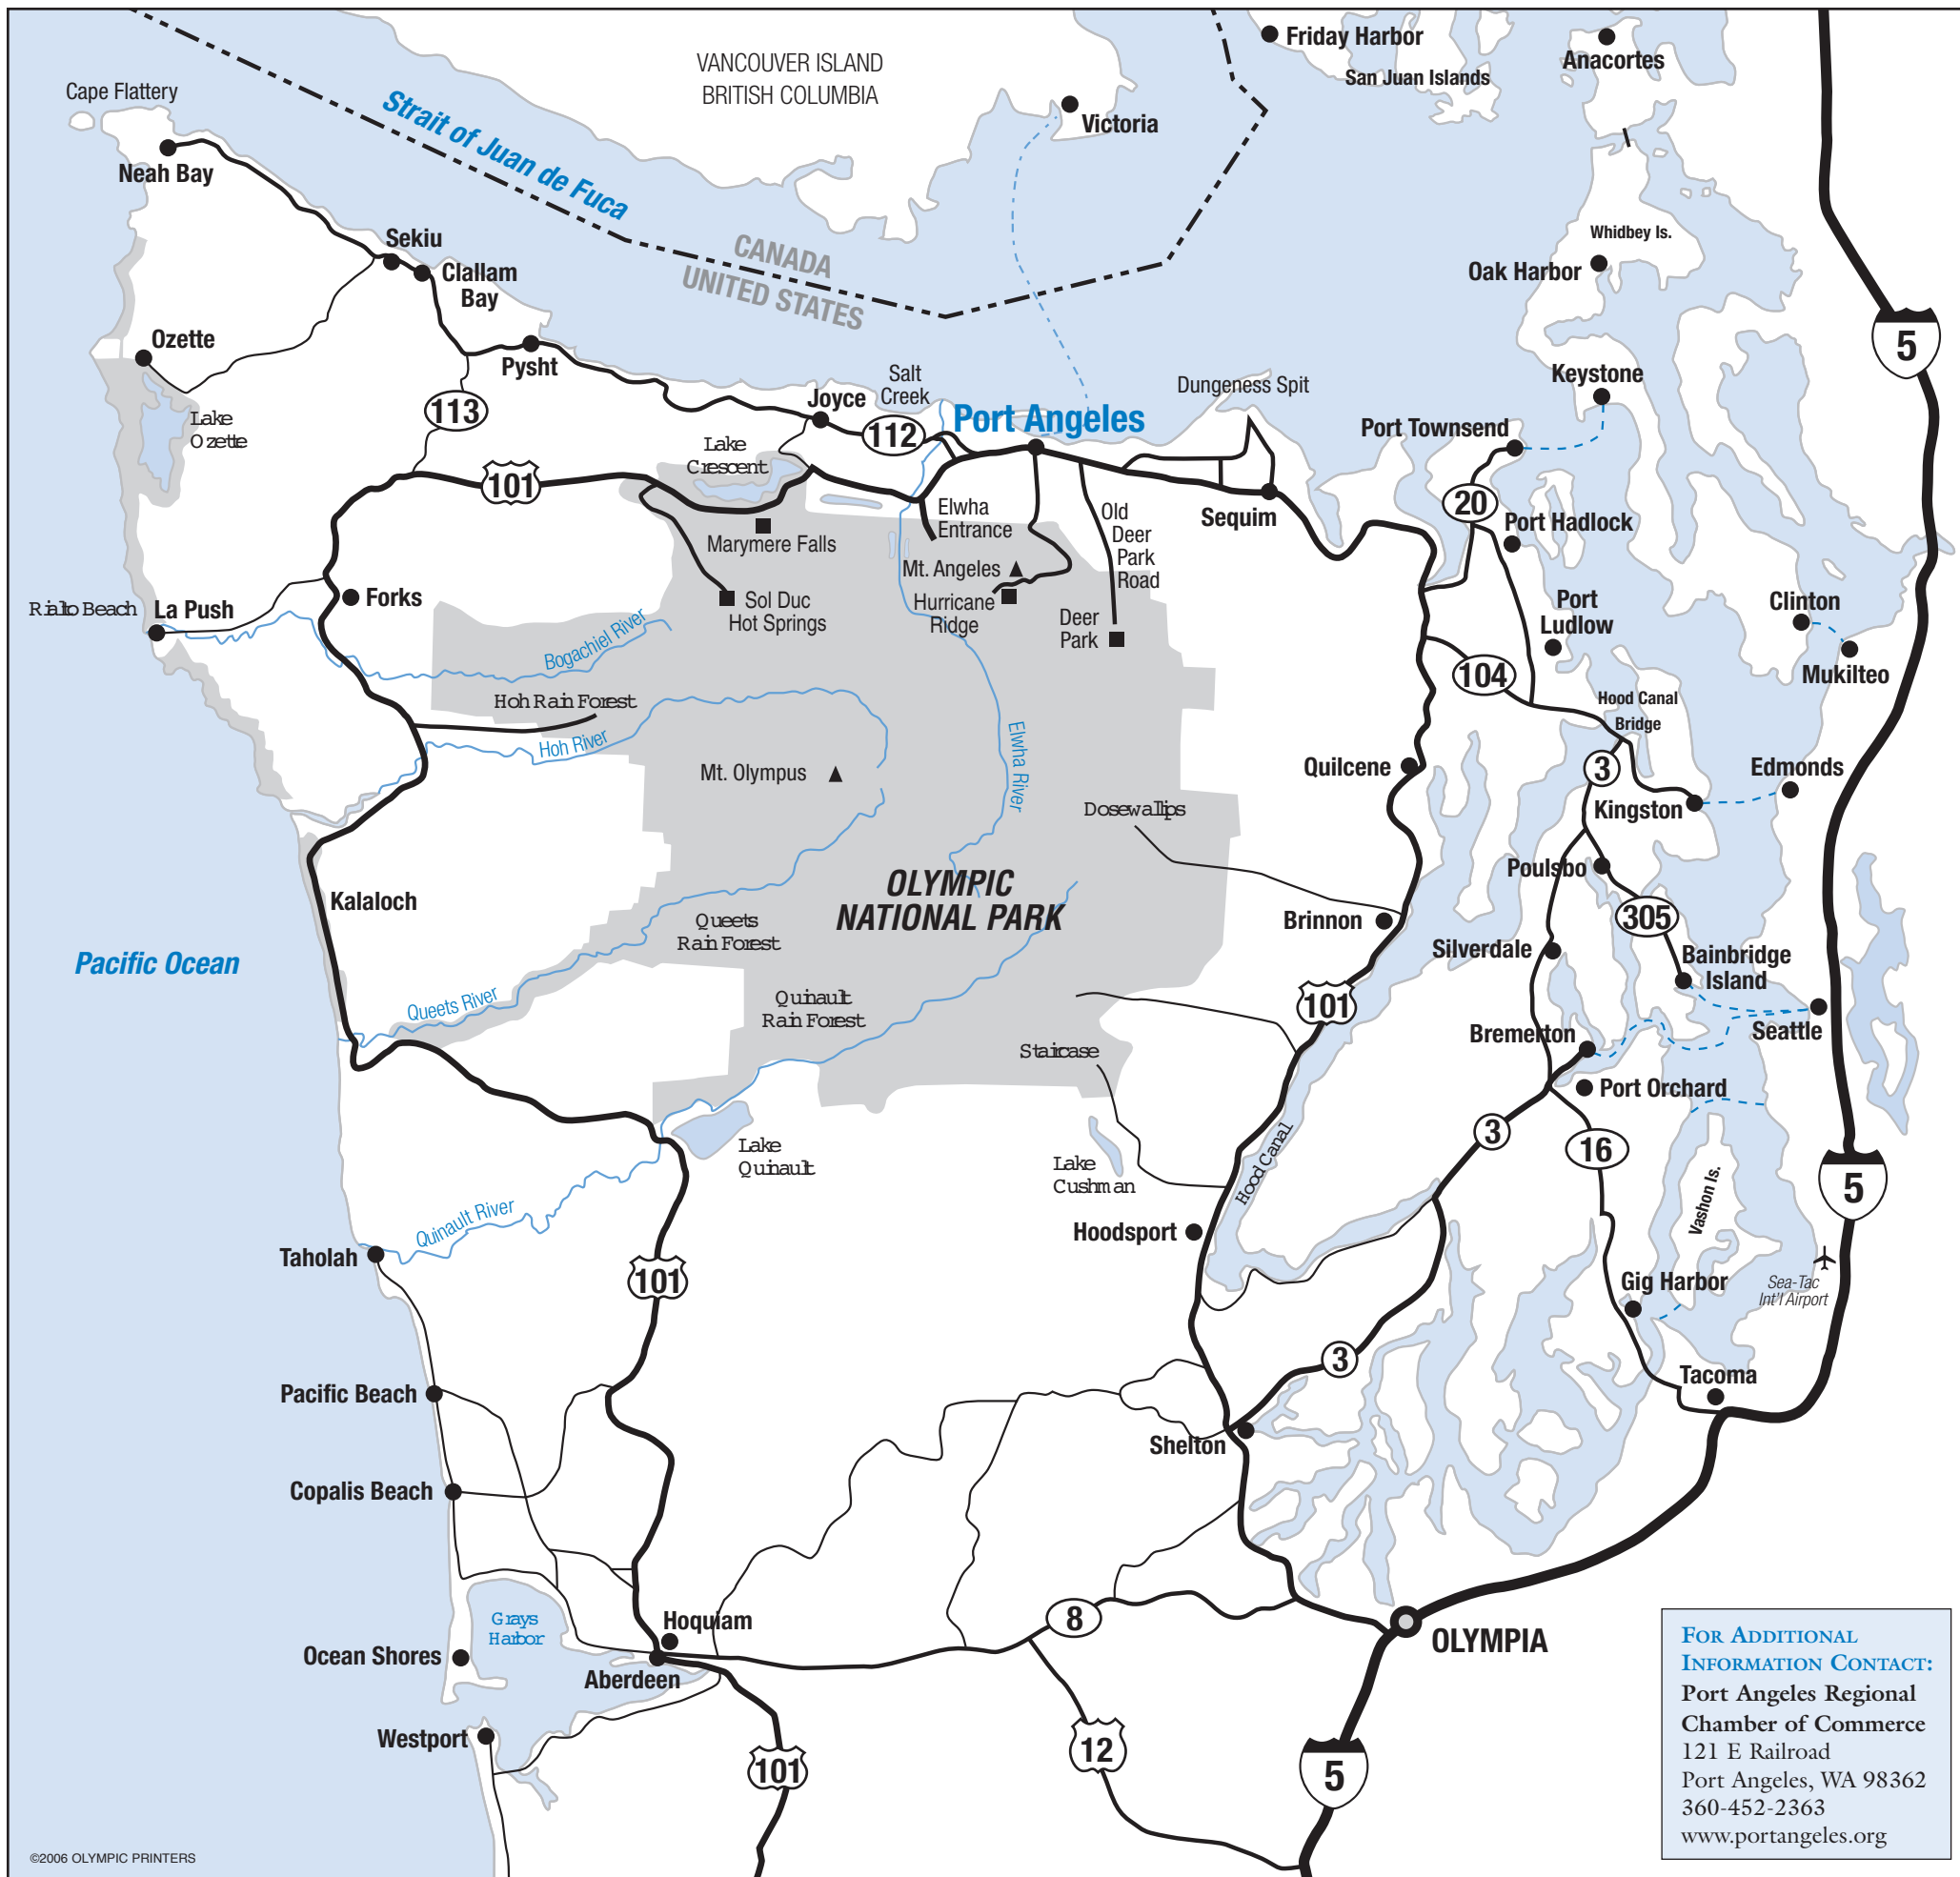 VANCOUVER ISLAND
BRITISH COLUMBIA
Friday Harbor
San Juan Islands
Anacortes
Cape Flattery
Strait of Juan de Fuca
Victoria
Neah Bay
Whidbey Is.
Oak Harbor
Sekiu
Clallam
Bay
CANADA
UNITED STATES
5
Ozette
Pysht
Salt
Creek
Dungeness Spit
Keystone
113
Joyce
112
Port Angeles
Port Townsend
Lake
Ozette
Lake
Crescent
101
20
Elwha
Entrance
Old
Deer
Park
Road
Sequim
Port Hadlock
Marymere Falls
Mt. Angeles
Hurricane
Ridge
Sol Duc
Hot Springs
Deer
Park
Port
Ludlow
Clinton
Mukilteo
Rialto Beach
La Push
Forks
Bogachiel River
Hoh Rain Forest
Hoh River
Elwha River
104
Hood Canal
Bridge
Mt. Olympus
Quilcene
3
Edmonds
Kingston
Dosewallips
OLYMPIC
NATIONAL PARK
Poulsbo
Kalaloch
Queets
Rain Forest
Brinnon
305
Pacific Ocean
Silverdale
Bainbridge
Island
Queets River
Quinault
Rain Forest
101
Seattle
Staircase
Bremerton
Port Orchard
Lake
Quinault
Lake
Cushman
Hood Canal
3
16
5
Vashon Is.
Quinault River
Hoodsport
Taholah
101
Gig Harbor
Sea-Tac
Int'l Airport
3
Tacoma
Pacific Beach
Shelton
Copalis Beach
Grays
Harbor
Hoquiam
8
OLYMPIA
Ocean Shores
Aberdeen
Westport
101
12
5
FOR ADDITIONAL
INFORMATION CONTACT:
Port Angeles Regional
Chamber of Commerce
121 E Railroad
Port Angeles, WA 98362
360-452-2363
www.portangeles.org
©2006 OLYMPIC PRINTERS